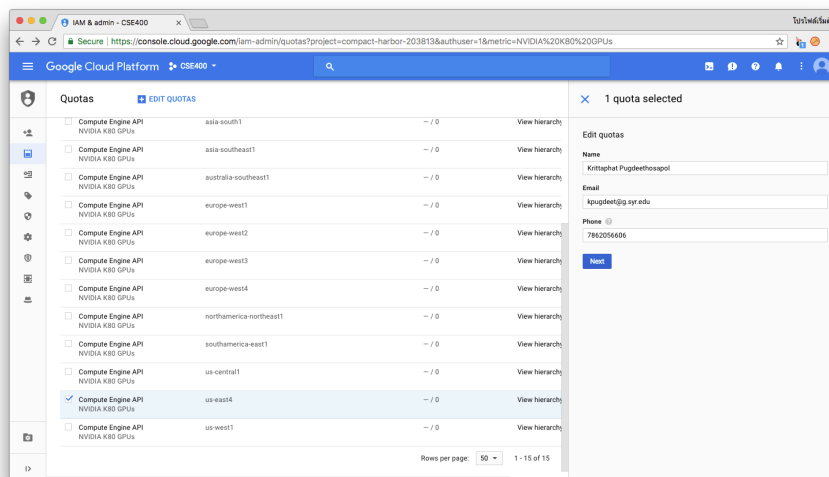 IAM & admin - CSE400
โปรไฟล์เริ่มต้
Secure | https://console.cloud.google.com/iam-admin/quotas?project=compact-harbor-203813&authuser=1&metric=NVIDIA%20K80%20GPUs
Google Cloud Platform CSE400
Quotas EDIT QUOTAS
Compute Engine API asia-south1 — / 0 View hierarchy
NVIDIA K80 GPUs
Compute Engine API asia-southeast1 — / 0 View hierarchy
NVIDIA K80 GPUs
Compute Engine API australia-southeast1 — / 0 View hierarchy
NVIDIA K80 GPUs
Compute Engine API europe-west1 — / 0 View hierarchy
NVIDIA K80 GPUs
Compute Engine API europe-west2 — / 0 View hierarchy
NVIDIA K80 GPUs
Compute Engine API europe-west3 — / 0 View hierarchy
NVIDIA K80 GPUs
Compute Engine API europe-west4 — / 0 View hierarchy
NVIDIA K80 GPUs
Compute Engine API northamerica-northeast1 — / 0 View hierarchy
NVIDIA K80 GPUs
Compute Engine API southamerica-east1 — / 0 View hierarchy
NVIDIA K80 GPUs
Compute Engine API us-central1 — / 0 View hierarchy
NVIDIA K80 GPUs
Compute Engine API us-east4 — / 0 View hierarchy
NVIDIA K80 GPUs
Compute Engine API us-west1 — / 0 View hierarchy
NVIDIA K80 GPUs
Rows per page: 50 1 - 15 of 15
1 quota selected
Edit quotas
Name
Krittaphat Pugdeethosapol
Email
kpugdeet@g.syr.edu
Phone
7862056606
Next